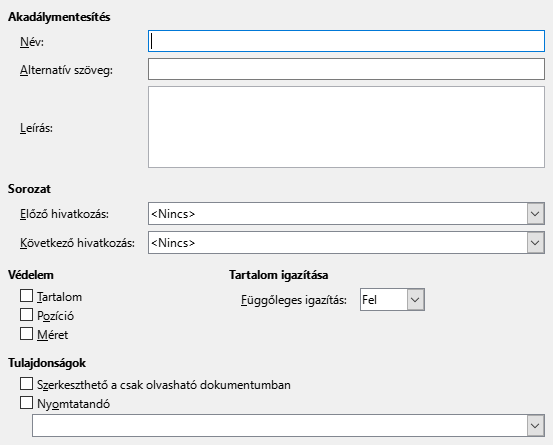 Akadálymentesítés
Név:
Alternatív szöveg:
Leírás:
Sorozat
Előző hivatkozás: <Nincs>
Következő hivatkozás: <Nincs>
Védelem Tartalom igazítása
Tartalom Függőleges igazítás: Fel
Pozíció
Méret
Tulajdonságok
Szerkeszthető a csak olvasható dokumentumban
Nyomtatandó